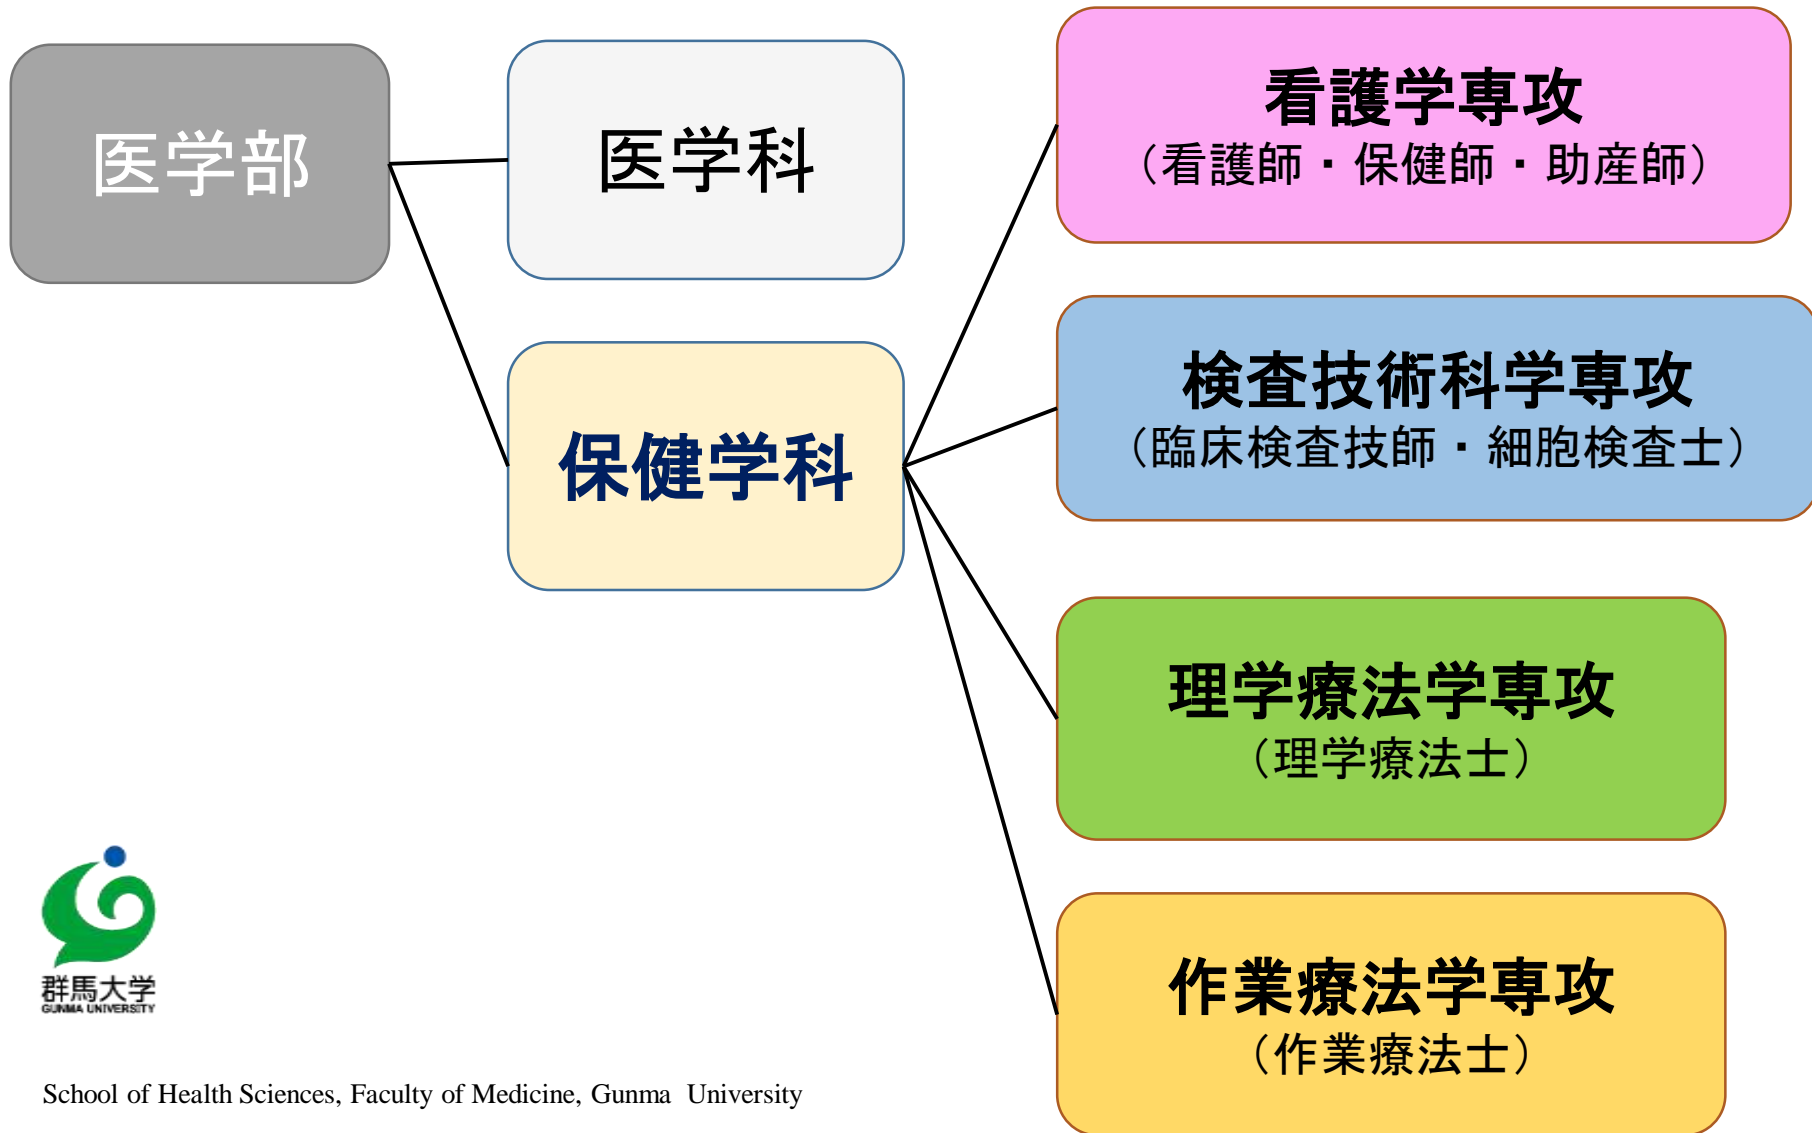 医学部
医学科
保健学科
看護学専攻
（看護師・保健師・助産師）
検査技術科学専攻
（臨床検査技師・細胞検査士）
理学療法学専攻
（理学療法士）
作業療法学専攻
（作業療法士）
群馬大学
GUNMA UNIVERSITY
School of Health Sciences, Faculty of Medicine, Gunma University